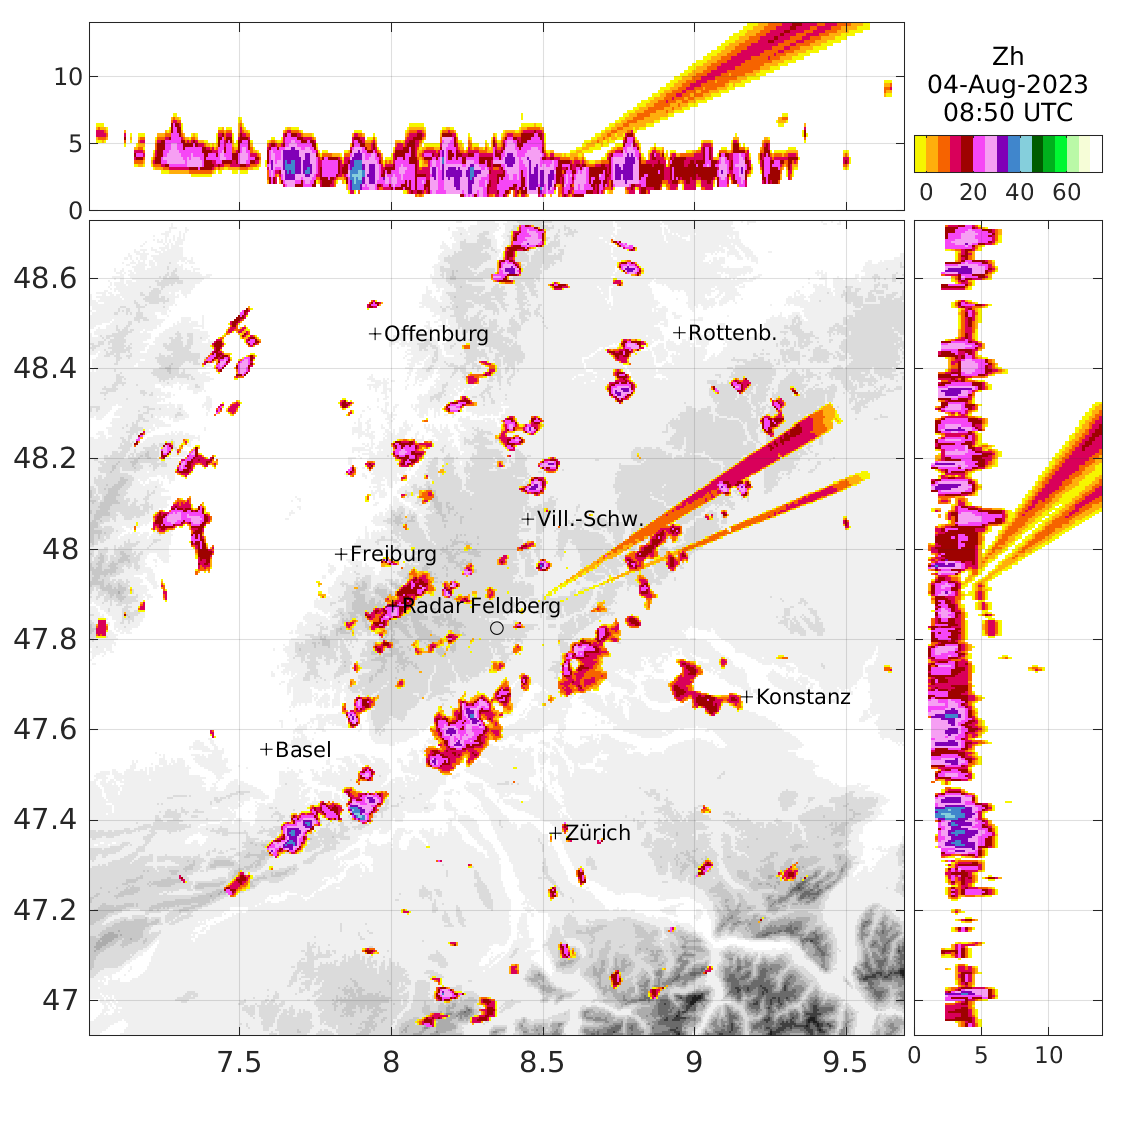 10
5
0
Zh
04-Aug-2023
08:50 UTC
0 20 40 60
48.6
48.4
48.2
48
47.8
47.6
47.4
47.2
47
+Offenburg
+Rottenb.
+Vill.-Schw.
+Freiburg
+Radar Feldberg
+Konstanz
+Basel
+Zürich
7.5 8 8.5 9 9.5
0 5 10